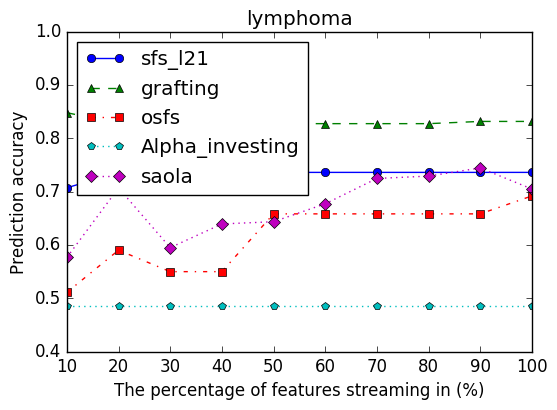 lymphoma
1.0
0.9
0.8
0.7
0.6
0.5
0.4
Prediction accuracy
sfs_l21
grafting
osfs
Alpha_investing
saola
10 20 30 40 50 60 70 80 90 100
The percentage of features streaming in (%)